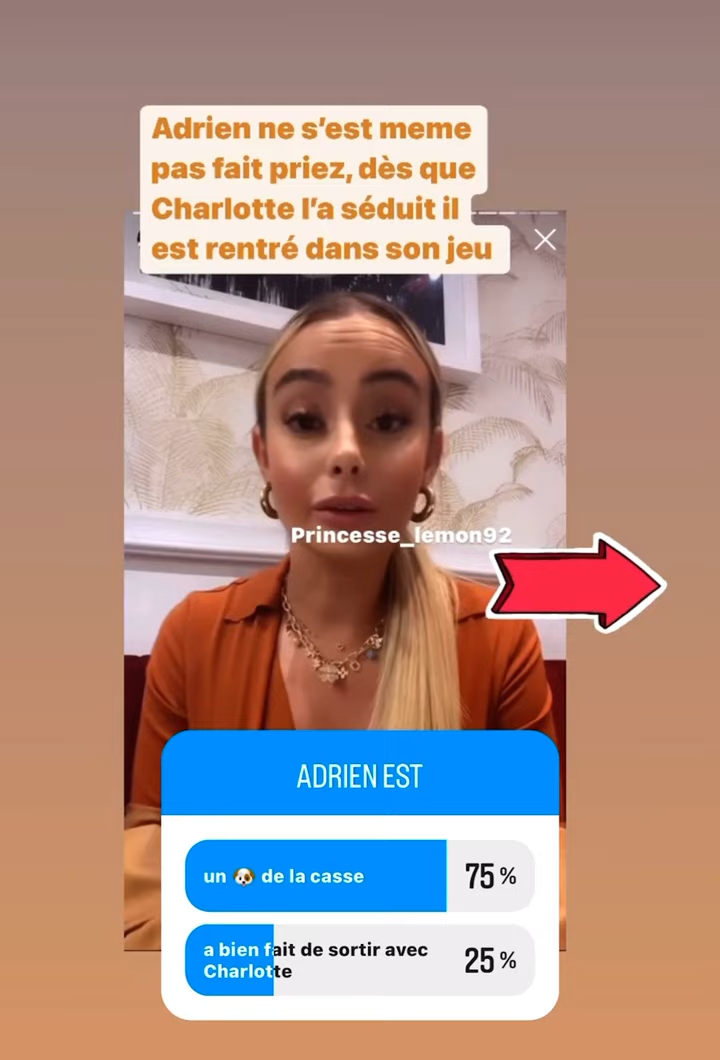 Adrien ne s'est meme
pas fait priez, dès que
Charlotte l'a séduit il
est rentré dans son jeu
Princesse_lemon92
ADRIEN EST
un 🐶 de la casse
75%
a bien fait de sortir avec
Charlotte
25%